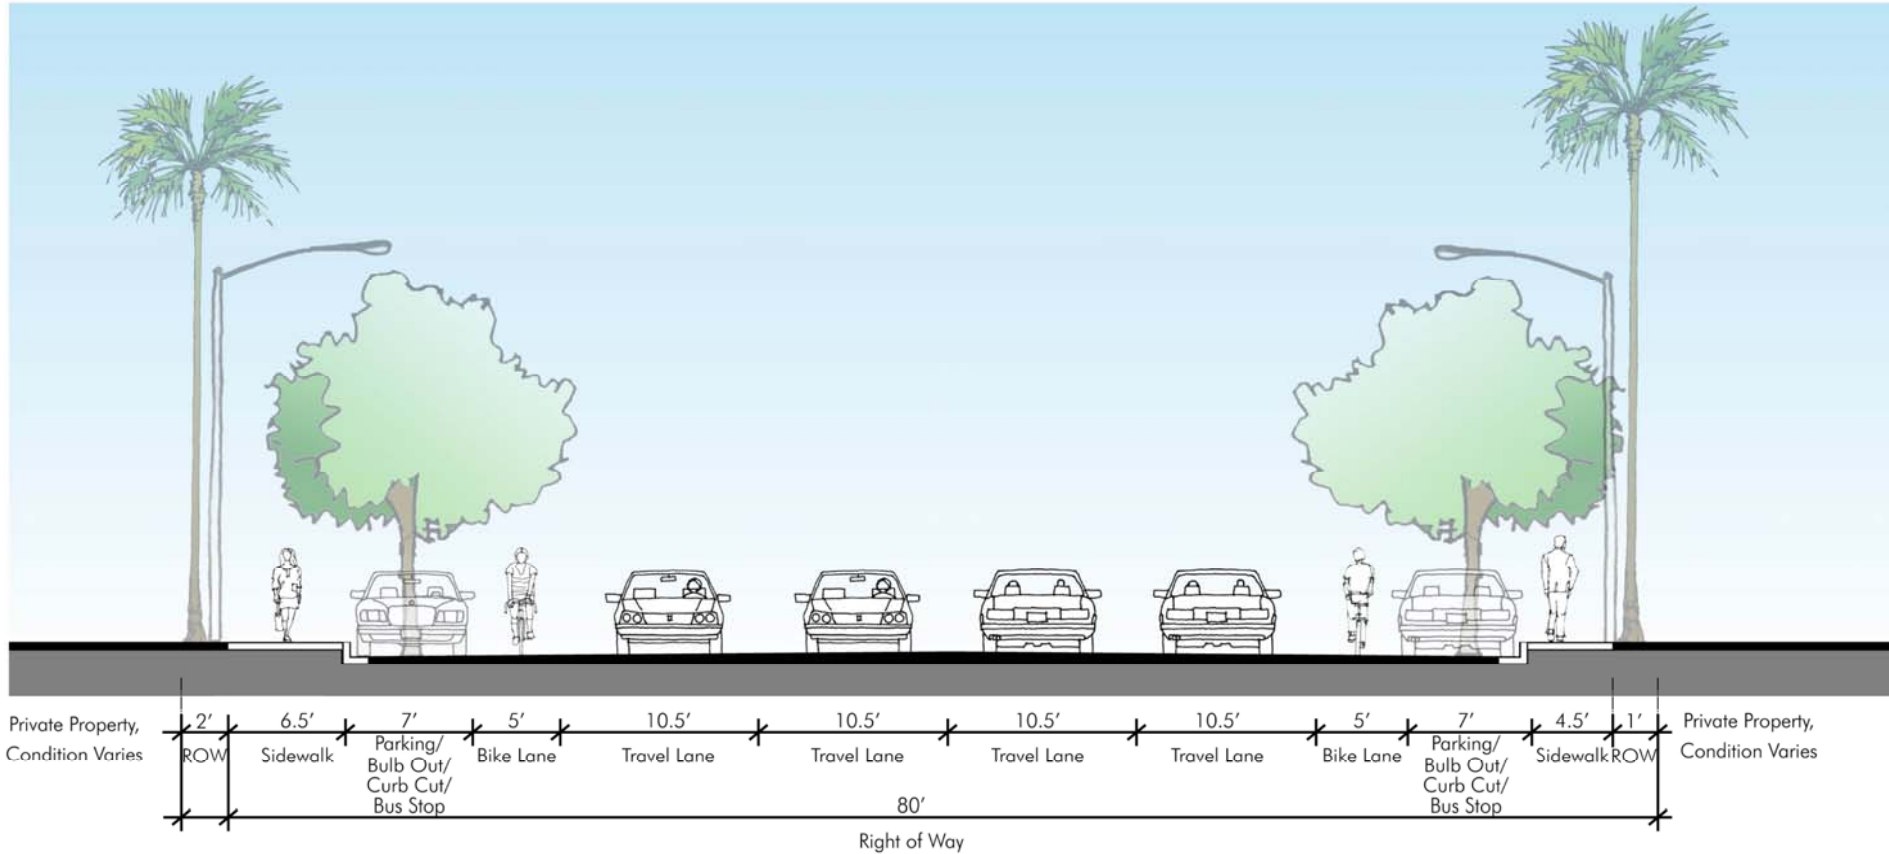 Private Property,
Condition Varies
2’
ROW
6.5’
Sidewalk
7’
Parking/
Bulb Out/
Curb Cut/
Bus Stop
5’
Bike Lane
10.5’
Travel Lane
10.5’
Travel Lane
10.5’
Travel Lane
10.5’
Travel Lane
5’
Bike Lane
7’
Parking/
Bulb Out/
Curb Cut/
Bus Stop
4.5’
Sidewalk
1’
ROW
Private Property,
Condition Varies
80’
Right of Way